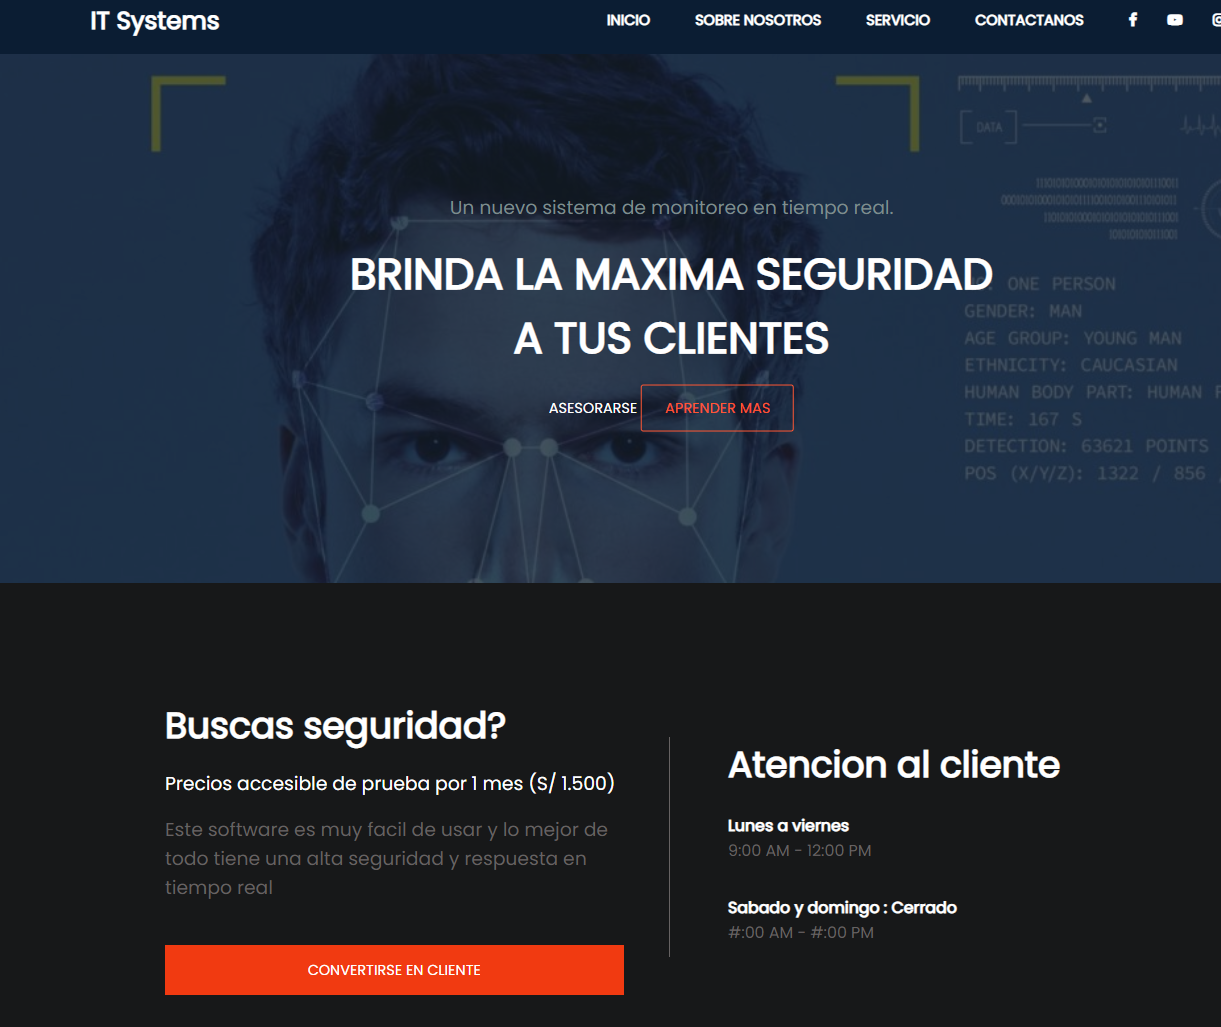 IT Systems
INICIO
SOBRE NOSOTROS
SERVICIO
CONTACTANOS
DATA
Un nuevo sistema de monitoreo en tiempo real.
BRINDA LA MAXIMA SEGURIDAD
A TUS CLIENTES
ASESORARSE
APRENDER MAS
ONE PERSON
GENDER: MAN
AGE GROUP: YOUNG MAN
ETHNICITY: CAUCASIAN
HUMAN BODY PART: HUMAN
TIME: 167 S
DETECTION: 63621 POINTS
POS (X/Y/Z): 1322 / 856
Buscas seguridad?
Precios accesible de prueba por 1 mes (S/ 1.500)
Este software es muy facil de usar y lo mejor de
todo tiene una alta seguridad y respuesta en
tiempo real
CONVERTIRSE EN CLIENTE
Atencion al cliente
Lunes a viernes
9:00 AM - 12:00 PM
Sabado y domingo : Cerrado
#:00 AM - #:00 PM